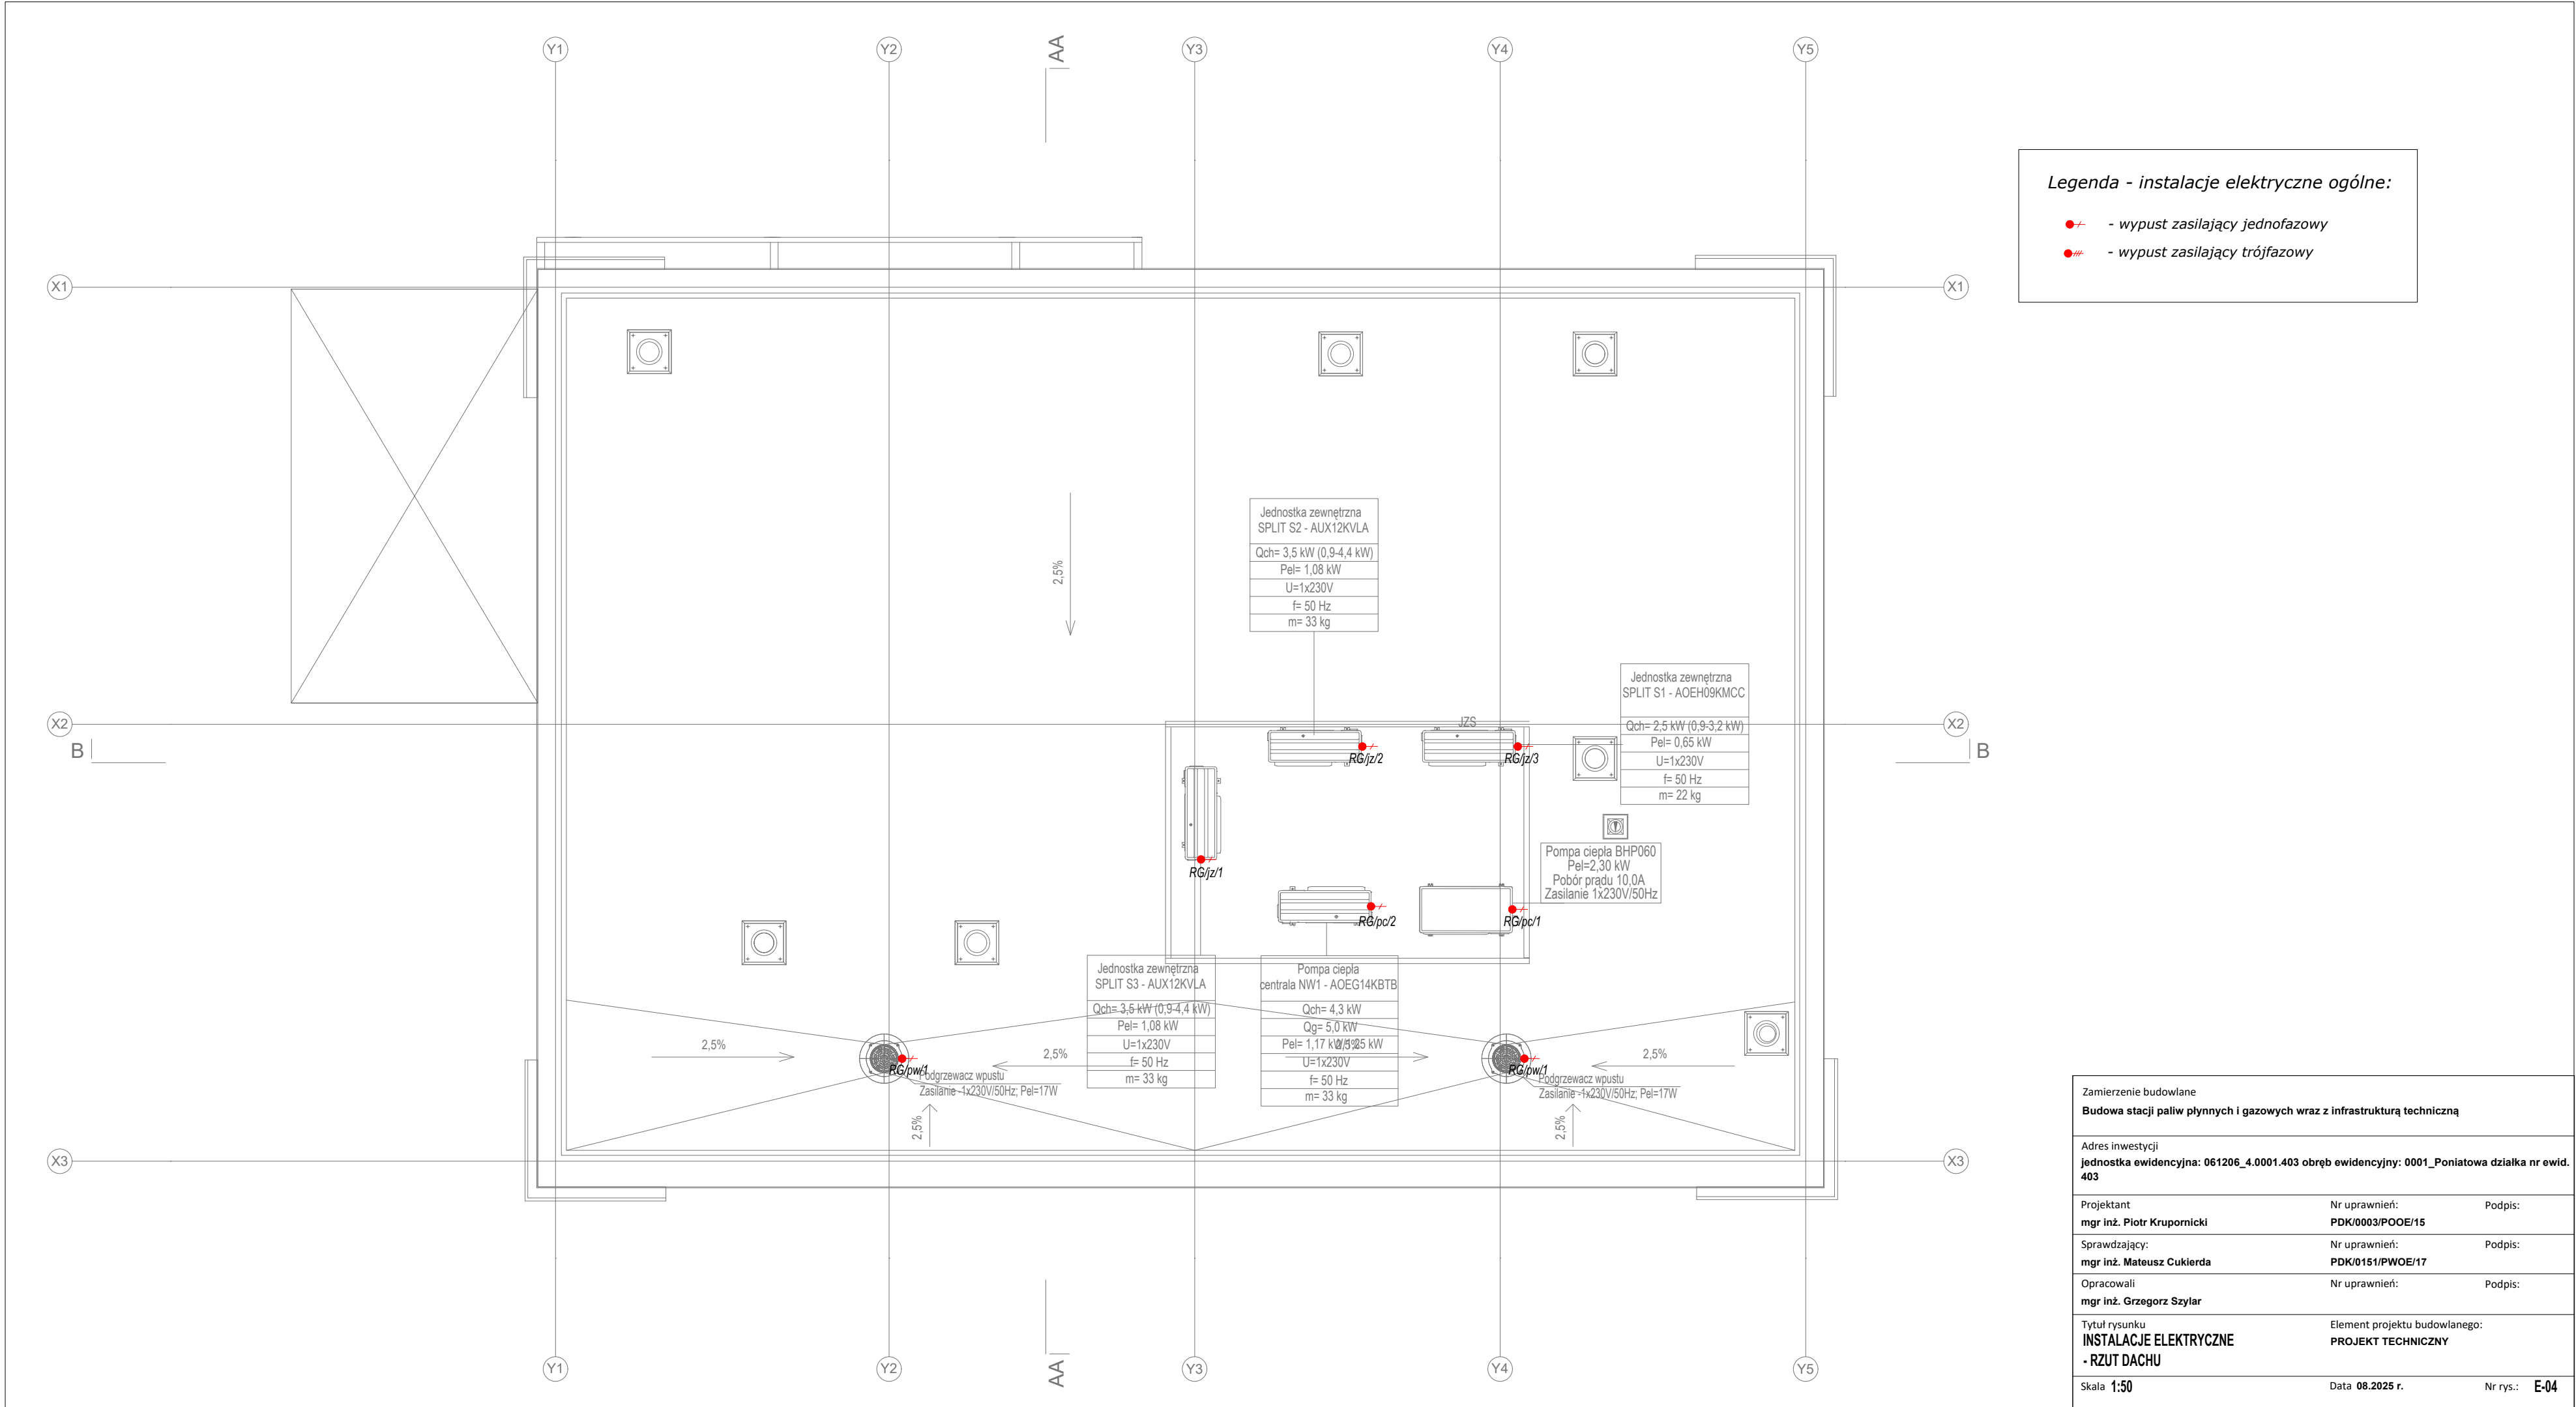 Y1
Y2
AA
Y3
Y4
Y5
Legenda - instalacje elektryczne ogólne:
- wypust zasilający jednofazowy
- wypust zasilający trójfazowy
X1
X1
Jednostka zewnętrzna
SPLIT S2 - AUX12KVLA
Qch= 3,5 kW (0,9-4,4 kW)
Pel= 1,08 kW
U=1x230V
f= 50 Hz
m= 33 kg
2,5%
Jednostka zewnętrzna
SPLIT S1 - AOEH09KMCC
Qch= 2,5 kW (0,9-3,2 kW)
Pel= 0,65 kW
U=1x230V
f= 50 Hz
m= 22 kg
X2
JZS
X2
B
B
RG/jz/2
RG/jz/3
RG/jz/1
Pompa ciepła BHP060
Pel=2,30 kW
Pobór prądu 10,0A
Zasilanie 1x230V/50Hz
RG/pc/2
RG/pc/1
Jednostka zewnętrzna
SPLIT S3 - AUX12KVLA
Qch= 3,5 kW (0,9-4,4 kW)
Pel= 1,08 kW
U=1x230V
f= 50 Hz
m= 33 kg
Pompa ciepła
centrala NW1 - AOEG14KBTB
Qch= 4,3 kW
Qg= 5,0 kW
Pel= 1,17 kW/1,25 kW
2,5%
U=1x230V
f= 50 Hz
m= 33 kg
2,5%
2,5%
2,5%
RG/pw/1
Podgrzewacz wpustu
Zasilanie -1x230V/50Hz; Pel=17W
2,5%
RG/pw/1
Podgrzewacz wpustu
Zasilanie -1x230V/50Hz; Pel=17W
2,5%
X3
X3
Y1
Y2
AA
Y3
Y4
Y5
Zamierzenie budowlane
Budowa stacji paliw płynnych i gazowych wraz z infrastrukturą techniczną
Adres inwestycji
jednostka ewidencyjna: 061206_4.0001.403 obręb ewidencyjny: 0001_Poniatowa działka nr ewid.
403
Projektant Nr uprawnień: Podpis:
mgr inż. Piotr Krupornicki PDK/0003/POOE/15
Sprawdzający: Nr uprawnień: Podpis:
mgr inż. Mateusz Cukierda PDK/0151/PWOE/17
Opracowali Nr uprawnień: Podpis:
mgr inż. Grzegorz Szylar
Tytuł rysunku Element projektu budowlanego:
INSTALACJE ELEKTRYCZNE PROJEKT TECHNICZNY
- RZUT DACHU
Skala 1:50 Data 08.2025 r. Nr rys.: E-04